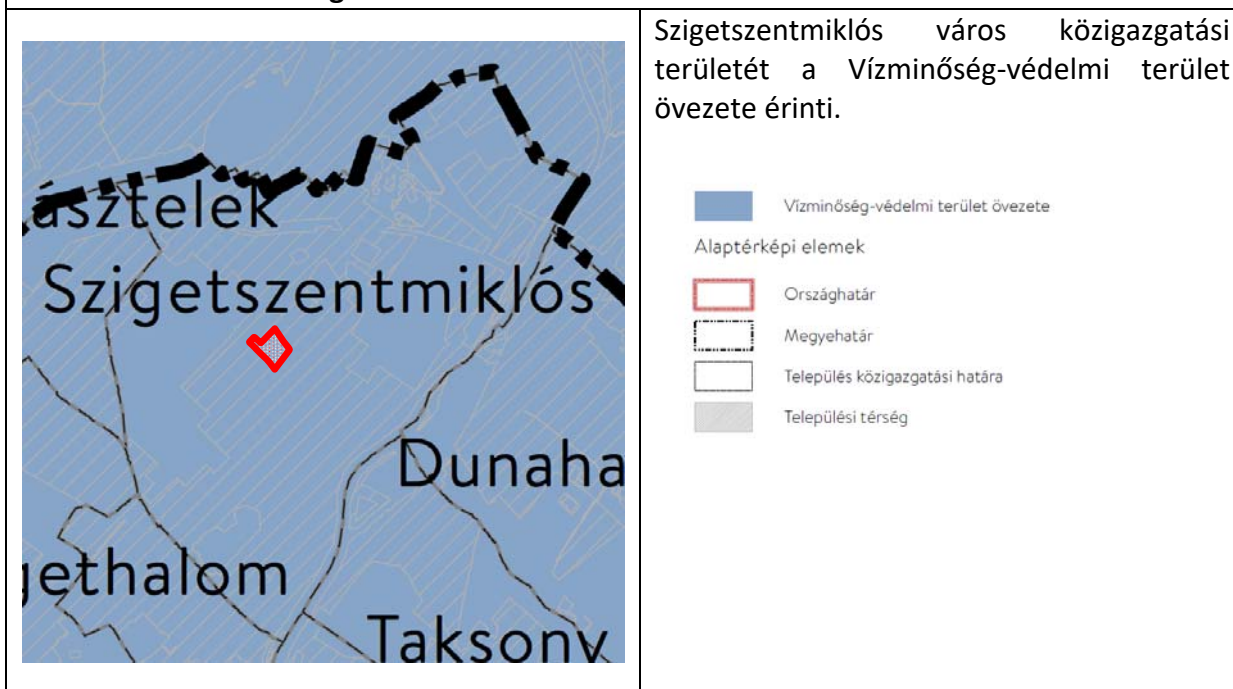 Szigetszentmiklós város közigazgatási
területét a Vízminőség-védelmi terület
övezete érinti.
ásztelek
Szigetszentmiklós
Dunaha
gethalom
Taksony
Vízminőség-védelmi terület övezete
Alaptérképi elemek
Országhatár
Megyehatár
Település közigazgatási határa
Települési térség